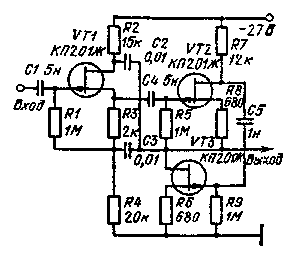 VT1
КП201Ж
R2
15к
C2
0,01
VT2
КП201Ж
R7
12к
-27В
C1 5н
Вход
C4 5н
R8
680
C5
1н
R1
1М
R3
2к
C3
0,01
R5
1М
VT3
КП201Ж
Выход
R4
20к
R6
680
R9
1М